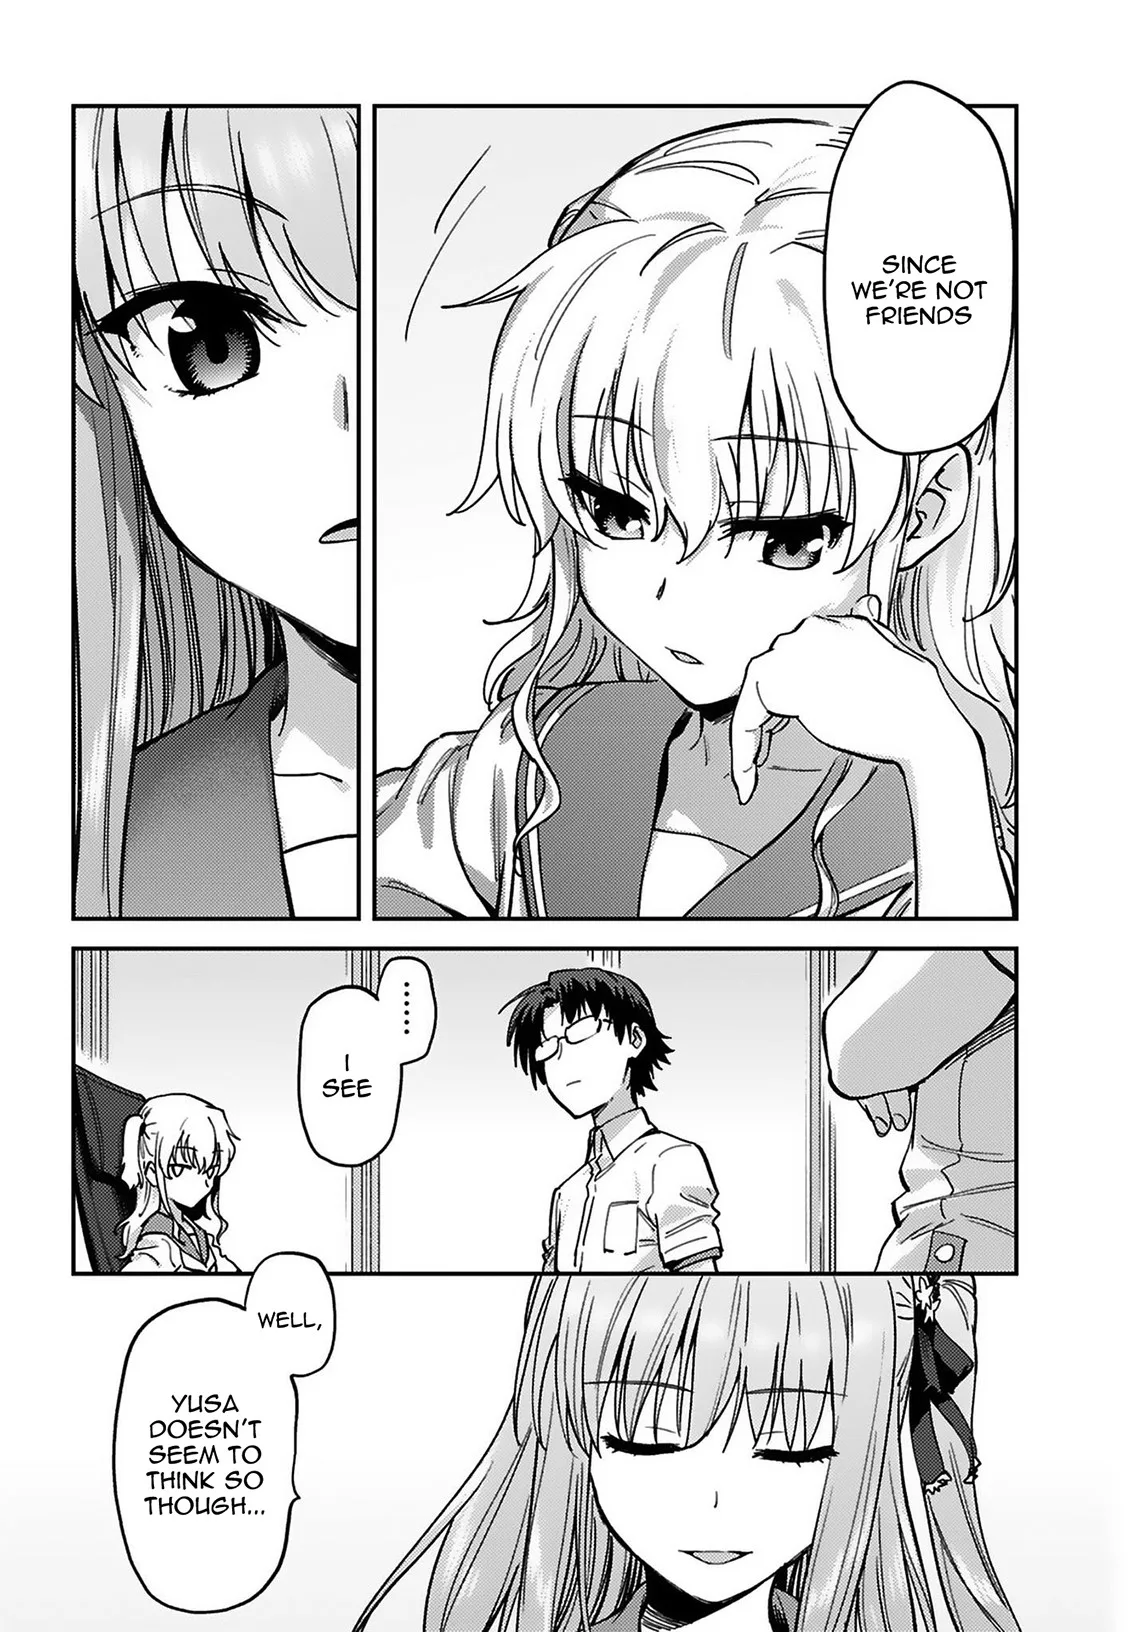 SINCE
WE'RE NOT
FRIENDS
......
I
SEE
WELL,
YUSA
DOESN'T
SEEM TO
THINK SO
THOUGH...